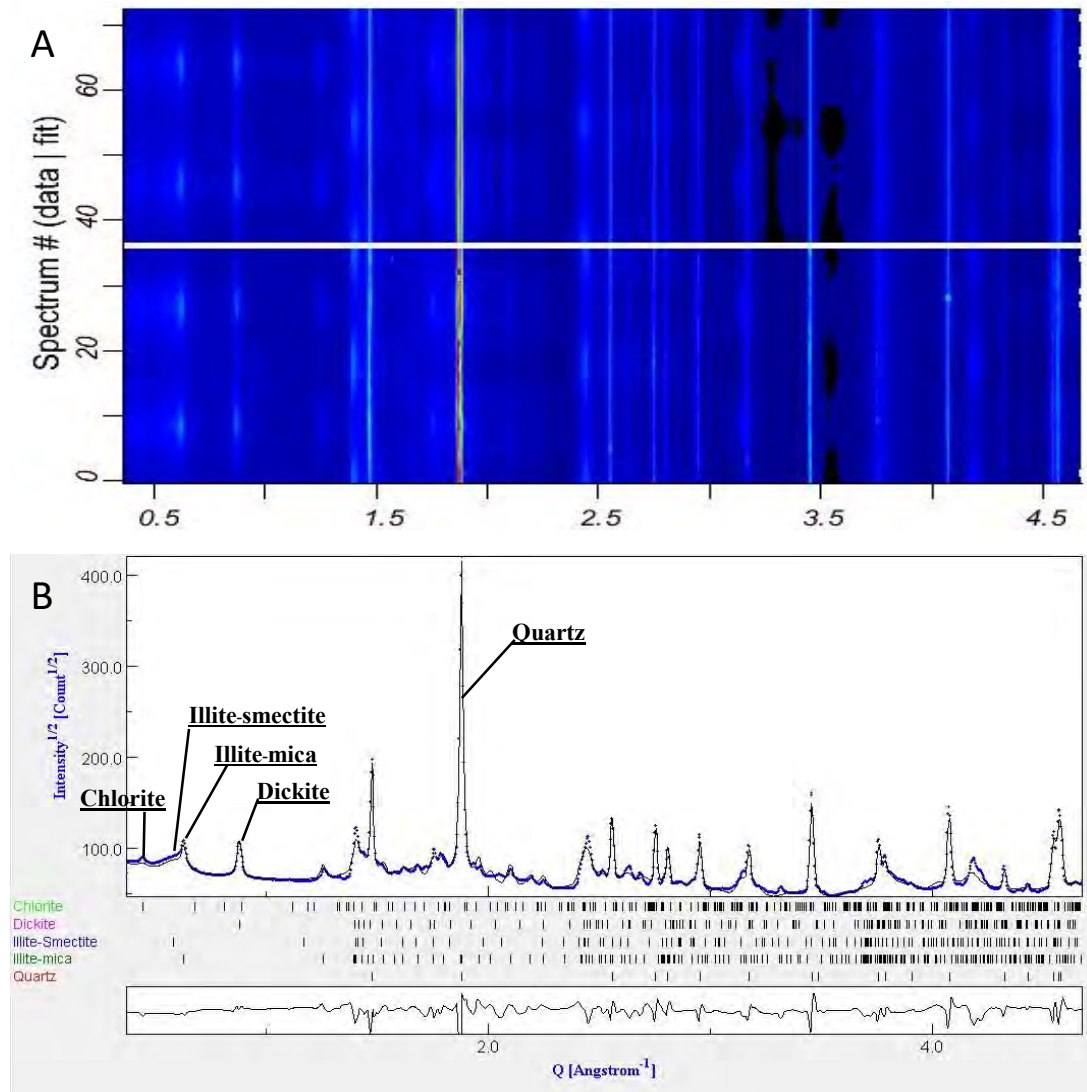 A
Spectrum # (data | fit)
60
40
20
0
0.5 1.5 2.5 3.5 4.5
B
Intensity1/2 [Count1/2]
400.0
300.0
200.0
100.0
Quartz
Illite-smectite
Illite-mica
Chlorite
Dickite
Chlorite
Dickite
Illite-Smectite
Illite-mica
Quartz
2.0 4.0
Q [Angstrom-1]